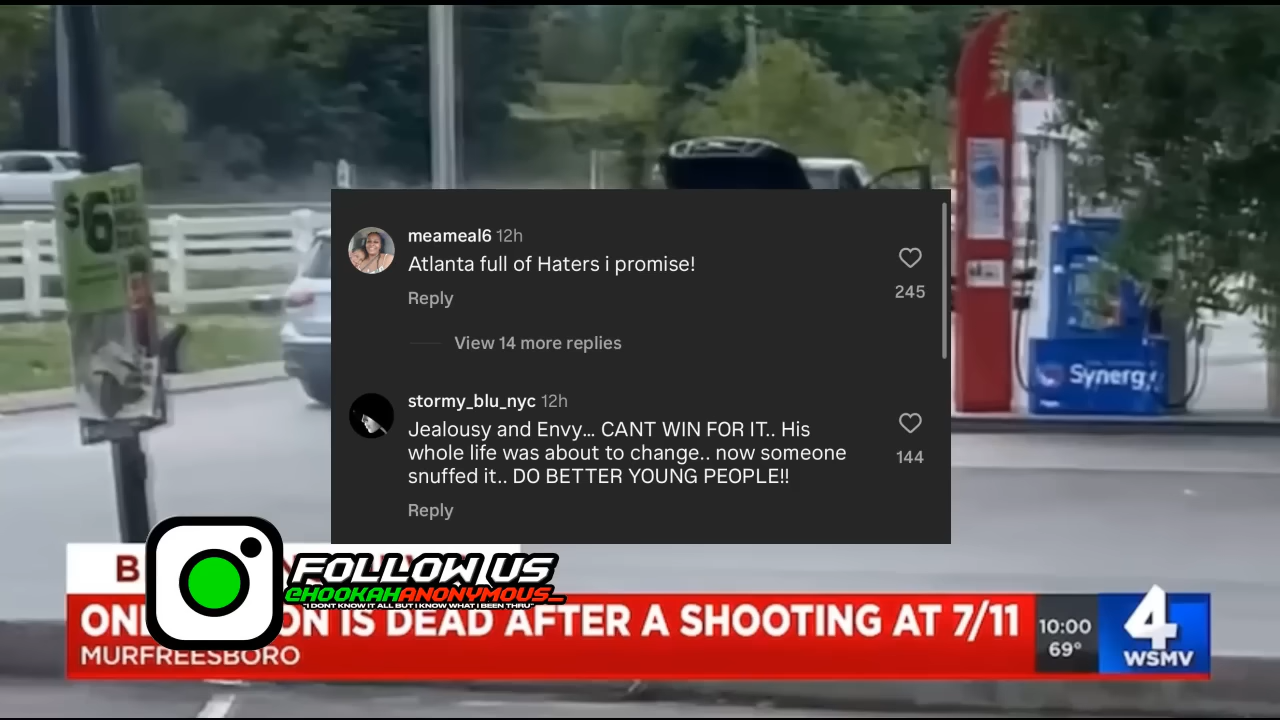 $6
meameal6 12h
Atlanta full of Haters i promise!
245
Reply
View 14 more replies
stormy_blu_nyc 12h
Jealousy and Envy... CANT WIN FOR IT.. His
whole life was about to change.. now someone
snuffed it.. DO BETTER YOUNG PEOPLE!!
144
Reply
Synergy
FOLLOW US
@HOOKAHANONYMOUS_
"I DONT KNOW IT ALL BUT I KNOW WHAT I BEEN THRU"
ON IS DEAD AFTER A SHOOTING AT 7/11
MURFREESBORO
10:00
69°
4
WSMV